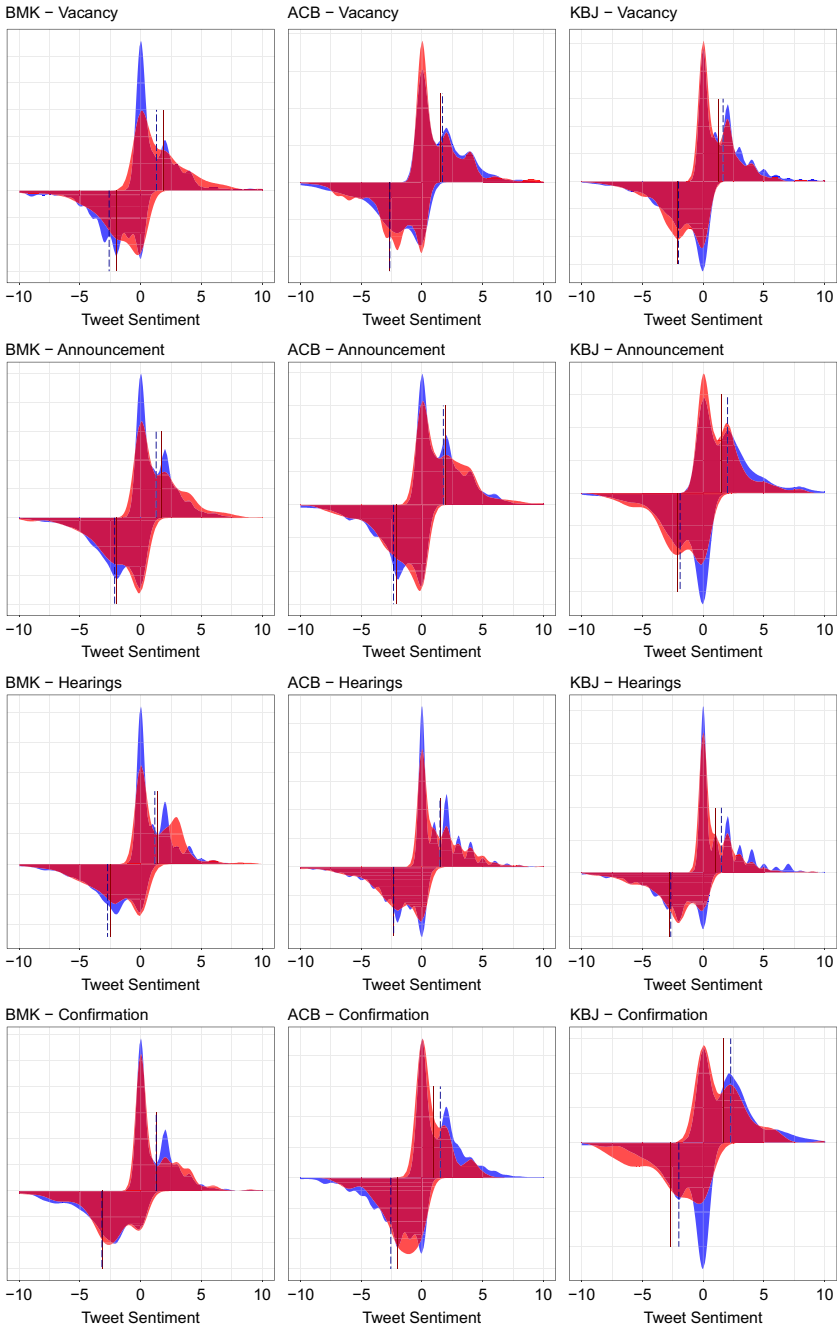 BMK − Vacancy
ACB − Vacancy
KBJ − Vacancy
−10 −5 0 5 10
−10 −5 0 5 10
−10 −5 0 5 10
Tweet Sentiment
Tweet Sentiment
Tweet Sentiment
BMK − Announcement
ACB − Announcement
KBJ − Announcement
−10 −5 0 5 10
−10 −5 0 5 10
−10 −5 0 5 10
Tweet Sentiment
Tweet Sentiment
Tweet Sentiment
BMK − Hearings
ACB − Hearings
KBJ − Hearings
−10 −5 0 5 10
−10 −5 0 5 10
−10 −5 0 5 10
Tweet Sentiment
Tweet Sentiment
Tweet Sentiment
BMK − Confirmation
ACB − Confirmation
KBJ − Confirmation
−10 −5 0 5 10
−10 −5 0 5 10
−10 −5 0 5 10
Tweet Sentiment
Tweet Sentiment
Tweet Sentiment